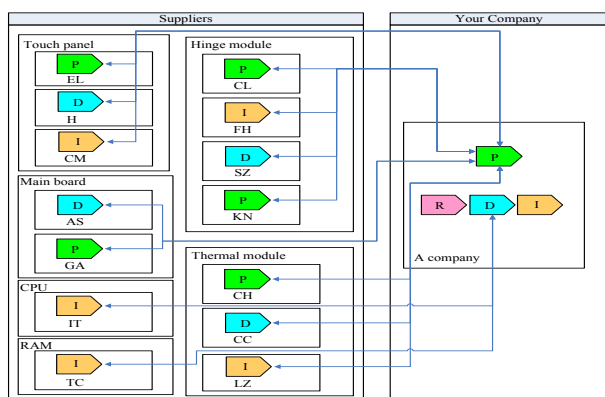 Suppliers
Your Company
Touch panel
P
EL
D
H
I
CM
Hinge module
P
CL
I
FH
D
SZ
P
KN
Main board
D
AS
P
GA
CPU
I
IT
RAM
I
TC
Thermal module
P
CH
D
CC
I
LZ
P
R
D
I
A company